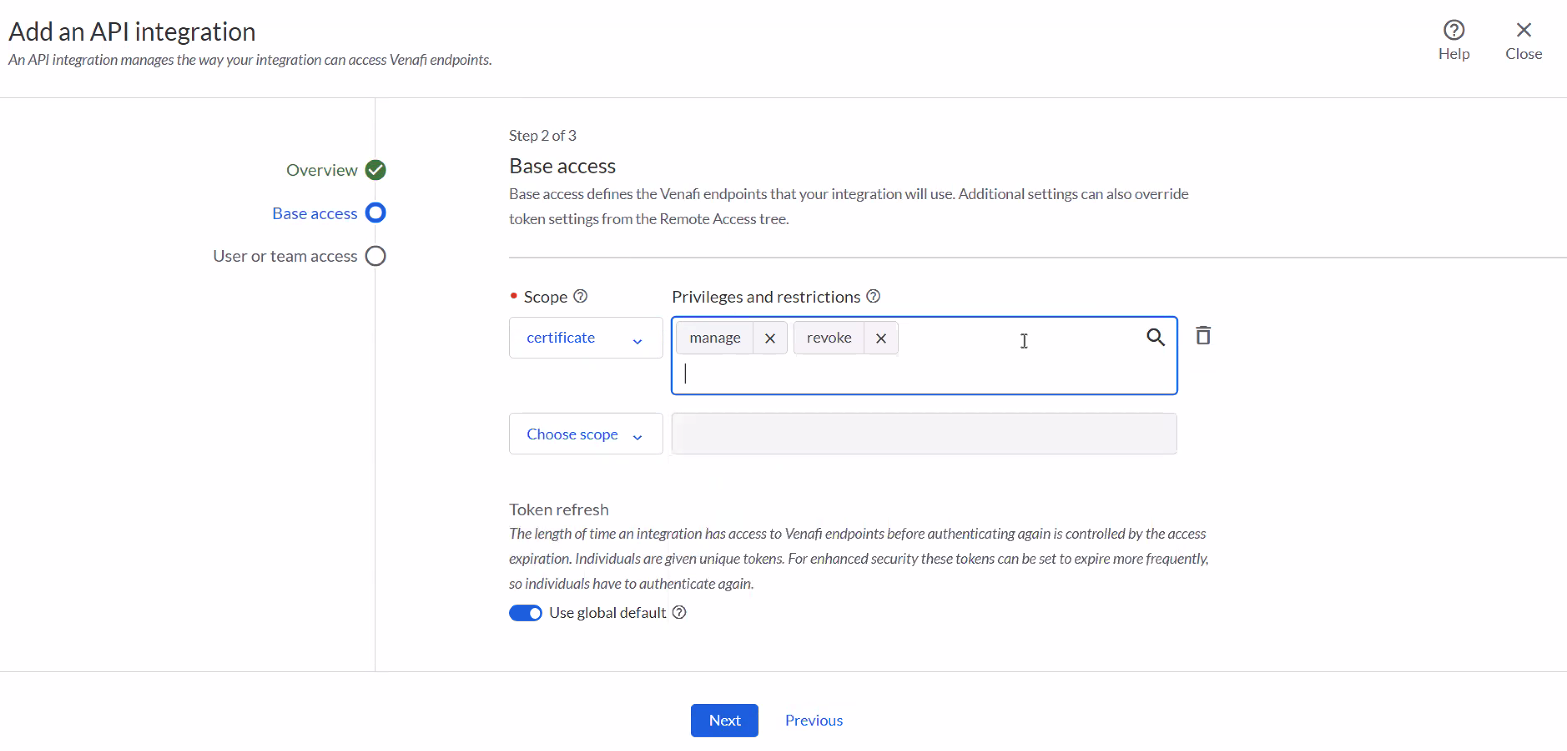 Add an API integration
An API integration manages the way your integration can access Venafi endpoints.
Help
Close
Overview
Base access
User or team access
Step 2 of 3
Base access
Base access defines the Venafi endpoints that your integration will use. Additional settings can also override
token settings from the Remote Access tree.
Scope
Privileges and restrictions
certificate
manage
revoke
Choose scope
Token refresh
The length of time an integration has access to Venafi endpoints before authenticating again is controlled by the access
expiration. Individuals are given unique tokens. For enhanced security these tokens can be set to expire more frequently,
so individuals have to authenticate again.
Use global default
Next
Previous